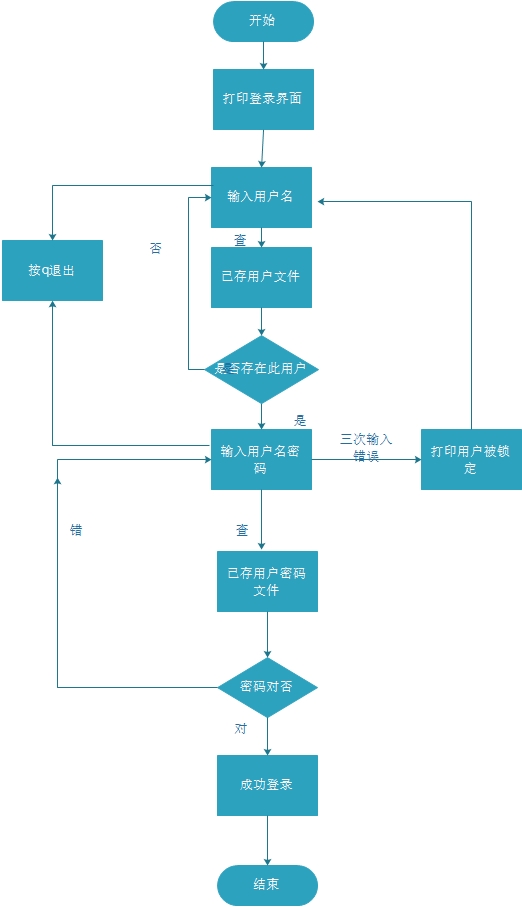 开始
打印登录界面
输入用户名
查
否
按q退出
已存用户文件
是否存在此用户
是
输入用户名密
码
三次输入
错误
打印用户被锁
定
错
查
已存用户密码
文件
密码对否
对
成功登录
结束